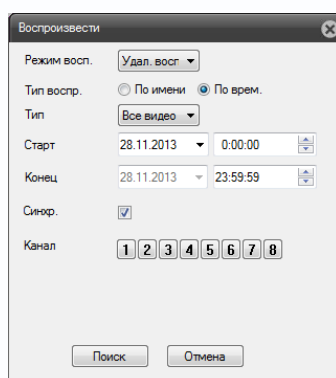 Воспроизвести
Режим восп. Удал. восп
Тип воспр. По имени По врем.
Тип Все видео
Старт 28.11.2013 0:00:00
Конец 28.11.2013 23:59:59
Синхр.
Канал 1 2 3 4 5 6 7 8
Поиск Отмена